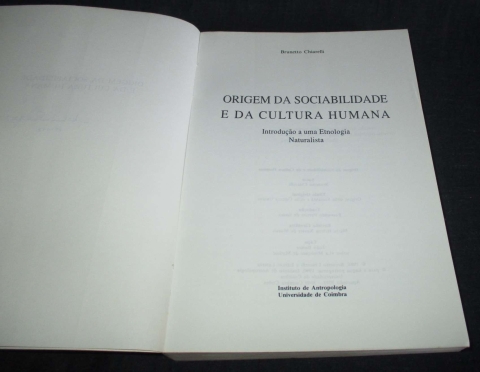 Brunetto Chiarelli
ORIGEM DA SOCIABILIDADE
E DA CULTURA HUMANA
Introdução a uma Etnologia
Naturalista
Instituto de Antropologia
Universidade de Coimbra